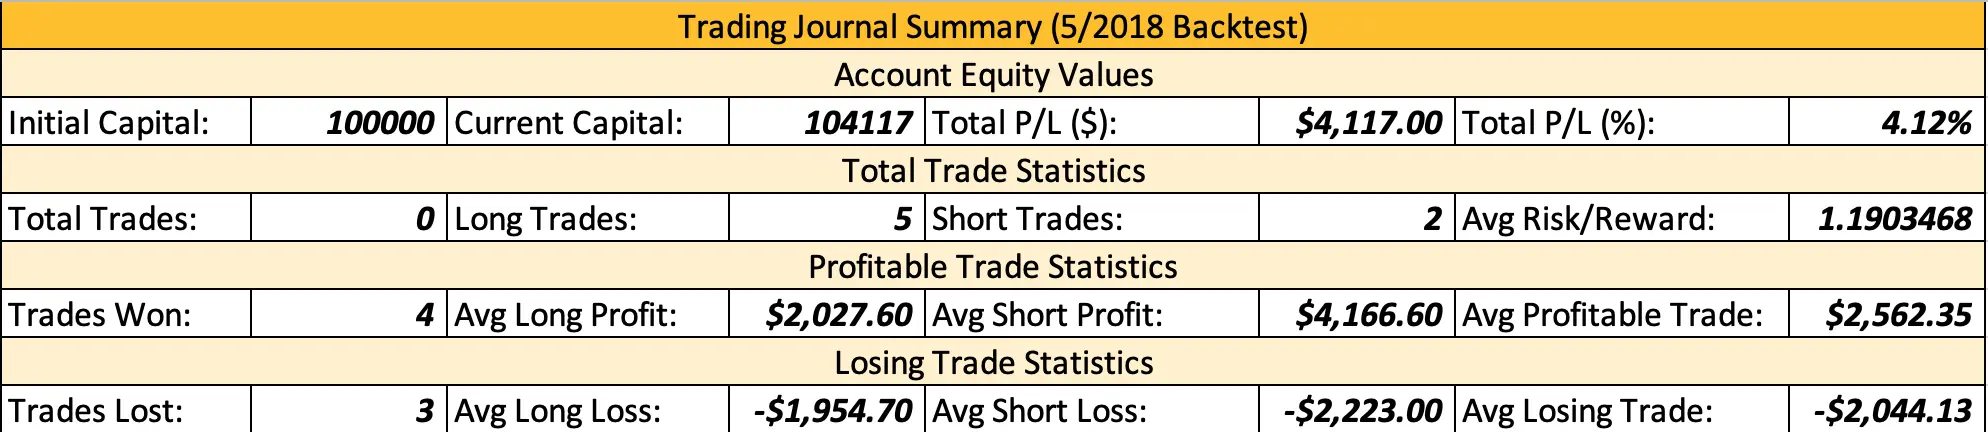 Trading Journal Summary (5/2018 Backtest)
Account Equity Values
Initial Capital: 100000 Current Capital: 104117 Total P/L ($): $4,117.00 Total P/L (%): 4.12%
Total Trade Statistics
Total Trades: 0 Long Trades: 5 Short Trades: 2 Avg Risk/Reward: 1.1903468
Profitable Trade Statistics
Trades Won: 4 Avg Long Profit: $2,027.60 Avg Short Profit: $4,166.60 Avg Profitable Trade: $2,562.35
Losing Trade Statistics
Trades Lost: 3 Avg Long Loss: -$1,954.70 Avg Short Loss: -$2,223.00 Avg Losing Trade: -$2,044.13